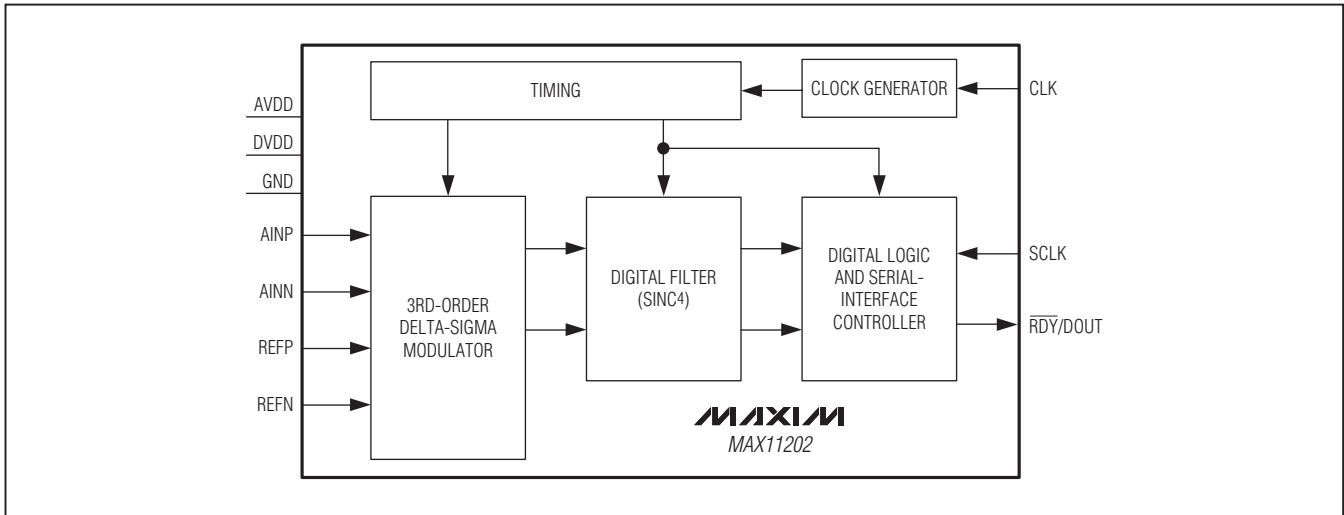 TIMING
CLOCK GENERATOR
CLK
AVDD
DVDD
GND
AINP
AINN
REFP
REFN
3RD-ORDER
DELTA-SIGMA
MODULATOR
DIGITAL FILTER
(SINC⁴)
DIGITAL LOGIC
AND SERIAL-
INTERFACE
CONTROLLER
SCLK
R̅D̅Y̅/DOUT
MAXIM
MAX11202